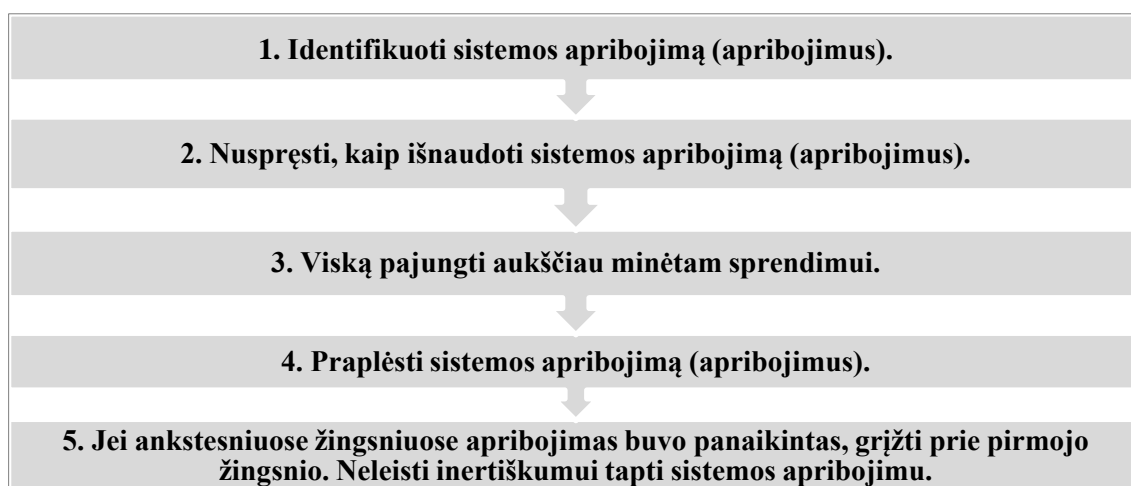 1. Identifikuoti sistemos apribojimą (apribojimus).
2. Nuspręsti, kaip išnaudoti sistemos apribojimą (apribojimus).
3. Viską pajungti aukščiau minėtam sprendimui.
4. Praplėsti sistemos apribojimą (apribojimus).
5. Jei ankstesniuose žingsniuose apribojimas buvo panaikintas, grįžti prie pirmojo
žingsnio. Neleisti inertiškumui tapti sistemos apribojimu.